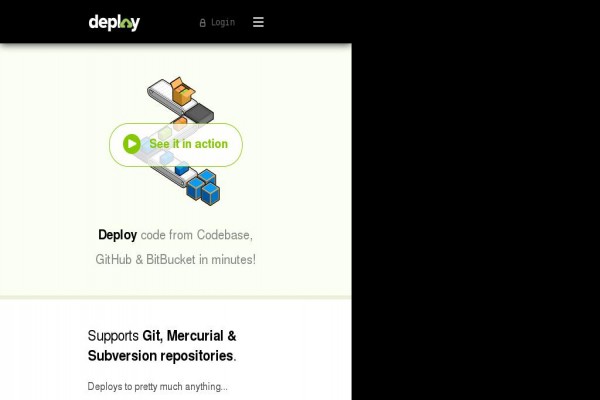 deploy
Login
See it in action
Deploy code from Codebase,
GitHub & BitBucket in minutes!
Supports Git, Mercurial &
Subversion repositories.
Deploys to pretty much anything...